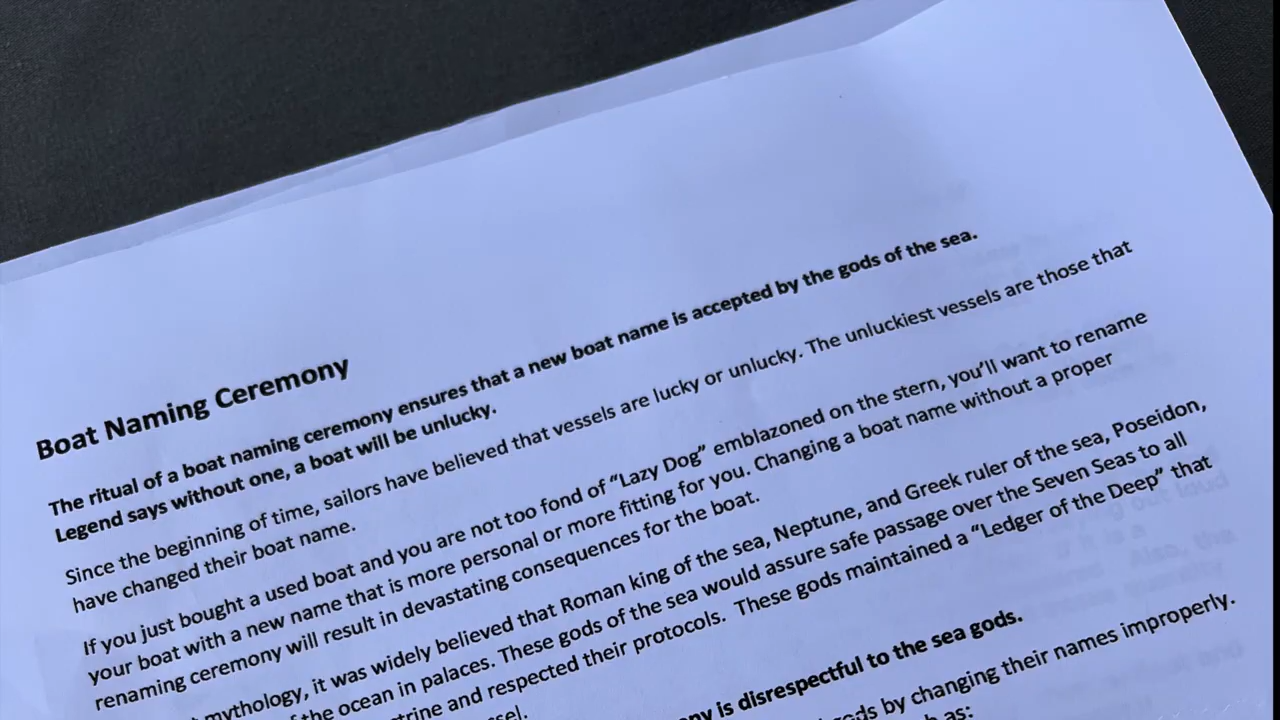 Boat Naming Ceremony
The ritual of a boat naming ceremony ensures that a new boat name is accepted by the gods of the sea.
Legend says without one, a boat will be unlucky.
Since the beginning of time, sailors have believed that vessels are lucky or unlucky. The unluckiest vessels are those that
have changed their boat name.
If you just bought a used boat and you are not too fond of “Lazy Dog” emblazoned on the stern, you’ll want to rename
your boat with a new name that is more personal or more fitting for you. Changing a boat name without a proper
renaming ceremony will result in devastating consequences for the boat.
mythology, it was widely believed that Roman king of the sea, Neptune, and Greek ruler of the sea, Poseidon,
the ocean in palaces. These gods of the sea would assure safe passage over the Seven Seas to all
and respected their protocols. These gods maintained a “Ledger of the Deep” that
is disrespectful to the sea gods.
gods by changing their names improperly.
as: